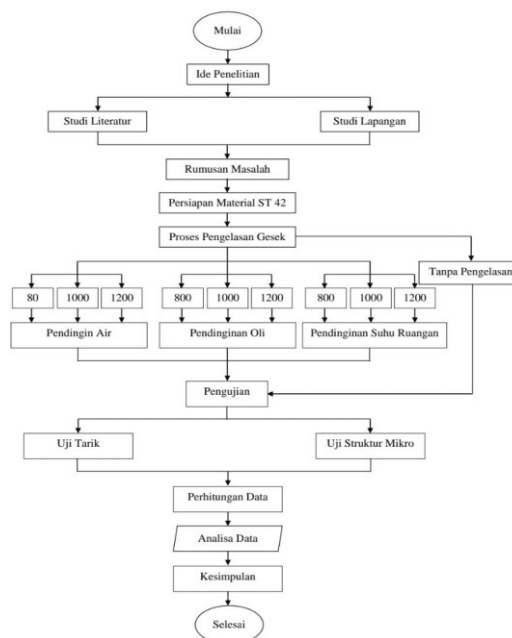 Mulai
Ide Penelitian
Studi Literatur
Studi Lapangan
Rumusan Masalah
Persiapan Material ST 42
Proses Pengelasan Gesek
Tanpa Pengelasan
80 1000 1200 800 1000 1200 800 1000 1200
Pendingin Air
Pendinginan Oli
Pendinginan Suhu Ruangan
Pengujian
Uji Tarik
Uji Struktur Mikro
Perhitungan Data
Analisa Data
Kesimpulan
Selesai